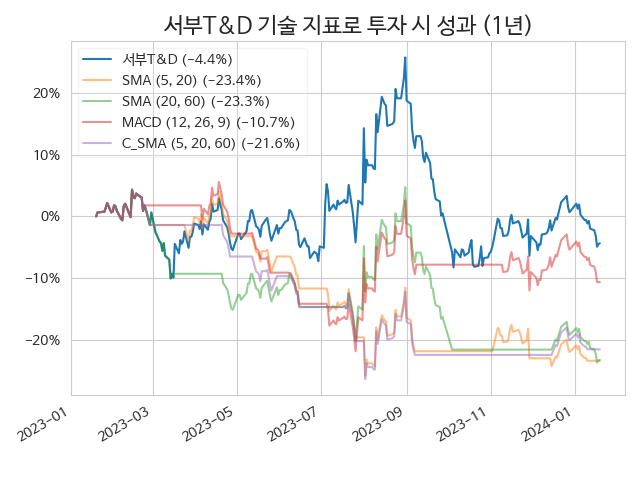 서부T&D 기술 지표로 투자 시 성과 (1년)
서부T&D (−4.4%)
SMA (5, 20) (−23.4%)
SMA (20, 60) (−23.3%)
MACD (12, 26, 9) (−10.7%)
C_SMA (5, 20, 60) (−21.6%)
20%
10%
0%
−10%
−20%
2023−01
2023−03
2023−05
2023−07
2023−09
2023−11
2024−01